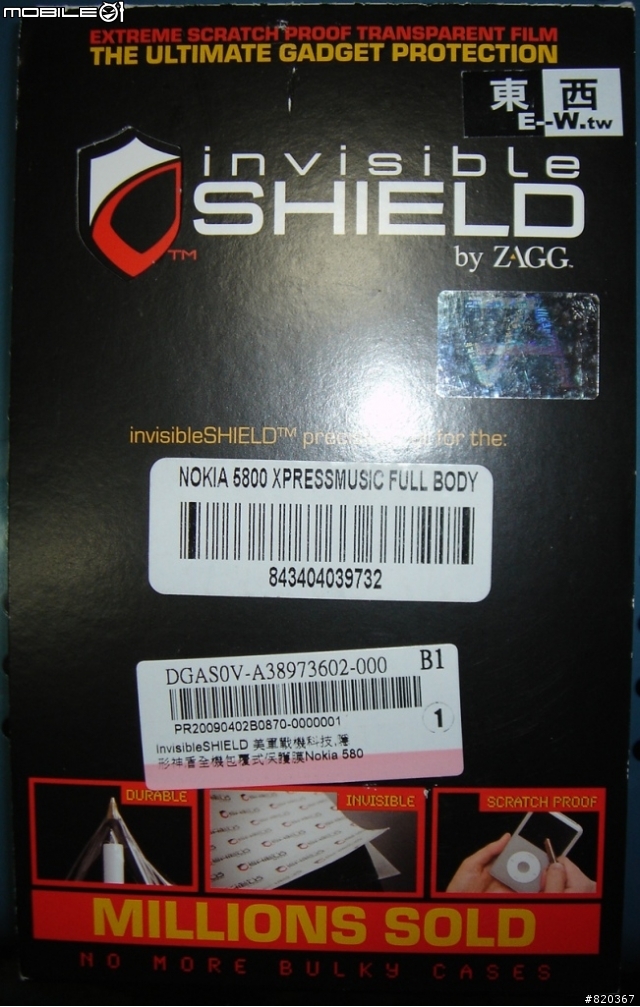 MOBILE01
EXTREME SCRATCH PROOF TRANSPARENT FILM
THE ULTIMATE GADGET PROTECTION
東 西
E--W.tw
invisible
SHIELD
TM
by ZAGG
invisibleSHIELD™ for the:
NOKIA 5800 XPRESSMUSIC FULL BODY
843404039732
DGAS0V-A38973602-000 B1
PR20090402B0870-0000001
1
InvisibleSHIELD 美軍戰機科技,隱
形神盾全機包覆式保護膜Nokia 580
DURABLE
INVISIBLE
SCRATCH PROOF
MILLIONS SOLD
NO MORE BULKY CASES
#820367